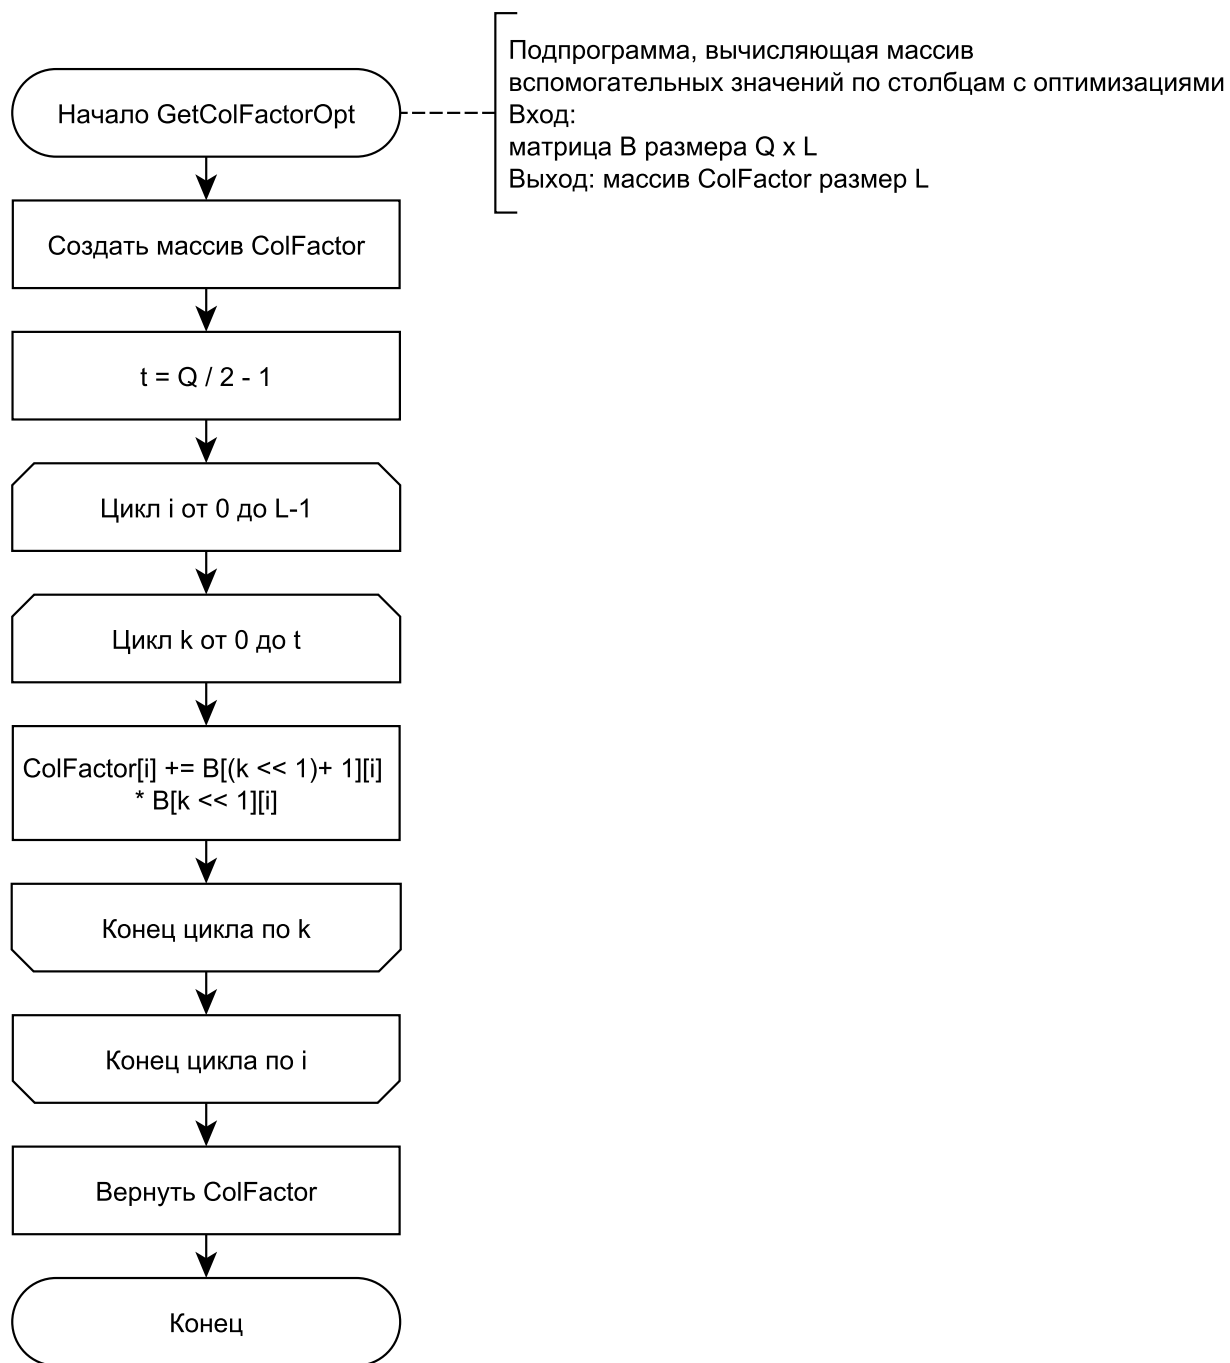 Начало GetColFactorOpt
Подпрограмма, вычисляющая массив
вспомогательных значений по столбцам с оптимизациями
Вход:
матрица B размера Q x L
Выход: массив ColFactor размер L
Создать массив ColFactor
t = Q / 2 - 1
Цикл i от 0 до L-1
Цикл k от 0 до t
ColFactor[i] += B[(k << 1)+ 1][i]
* B[k << 1][i]
Конец цикла по k
Конец цикла по i
Вернуть ColFactor
Конец